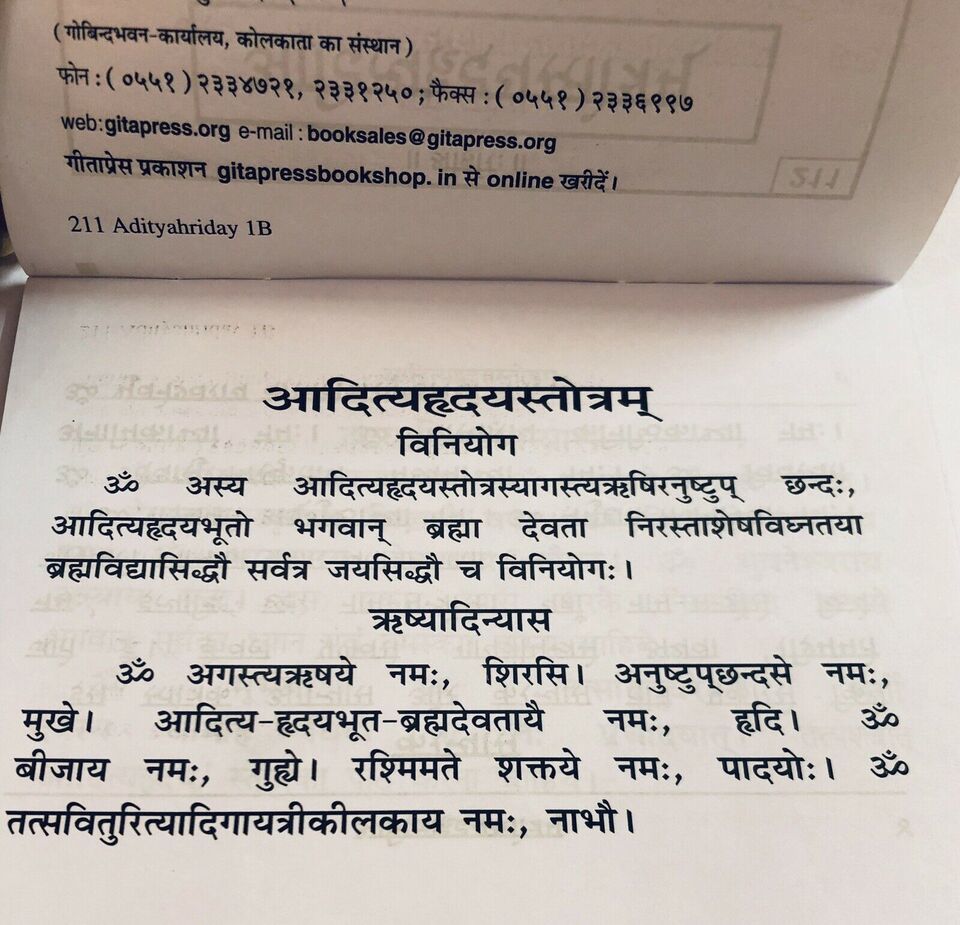 (गोबिन्दभवन-कार्यालय, कोलकाता का संस्थान)
फोन : (०५५१) २३३४७२१, २३३१२५०; फैक्स : (०५५१) २३३६९९७
web:gitapress.org e-mail : booksales@gitapress.org
गीताप्रेस प्रकाशन gitapressbookshop. in से online खरीदें।
211 Adityahriday 1B
आदित्यहृदयस्तोत्रम्
विनियोग
ॐ अस्य आदित्यहृदयस्तोत्रस्यागस्त्यऋषिरनुष्टुप् छन्दः,
आदित्यहृदयभूतो भगवान् ब्रह्मा देवता निरस्ताशेषविघ्नतया
ब्रह्मविद्यासिद्धौ सर्वत्र जयसिद्धौ च विनियोगः।
ऋष्यादिन्यास
ॐ अगस्त्यऋषये नमः, शिरसि। अनुष्टुप्छन्दसे नमः,
मुखे। आदित्य-हृदयभूत-ब्रह्मदेवतायै नमः, हृदि। ॐ
बीजाय नमः, गुह्ये। रश्मिमते शक्तये नमः, पादयोः। ॐ
तत्सवितुरित्यादिगायत्रीकीलकाय नमः, नाभौ।